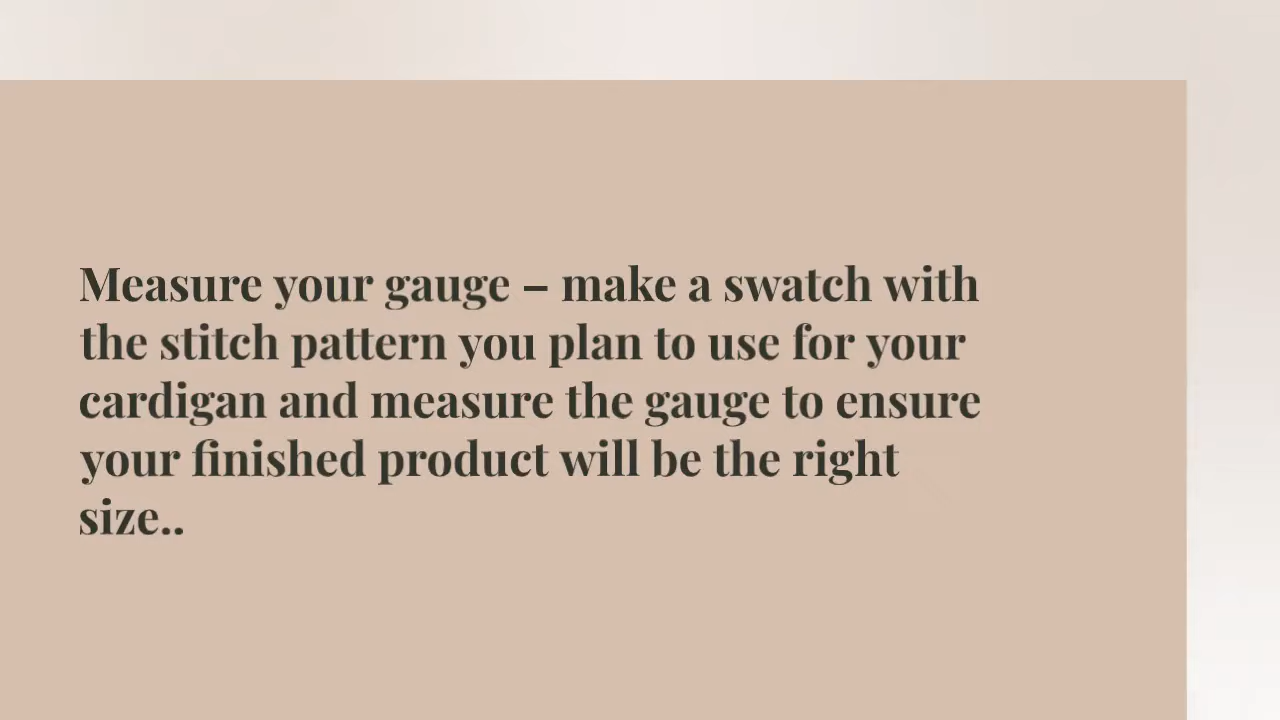 Measure your gauge – make a swatch with
the stitch pattern you plan to use for your
cardigan and measure the gauge to ensure
your finished product will be the right
size..